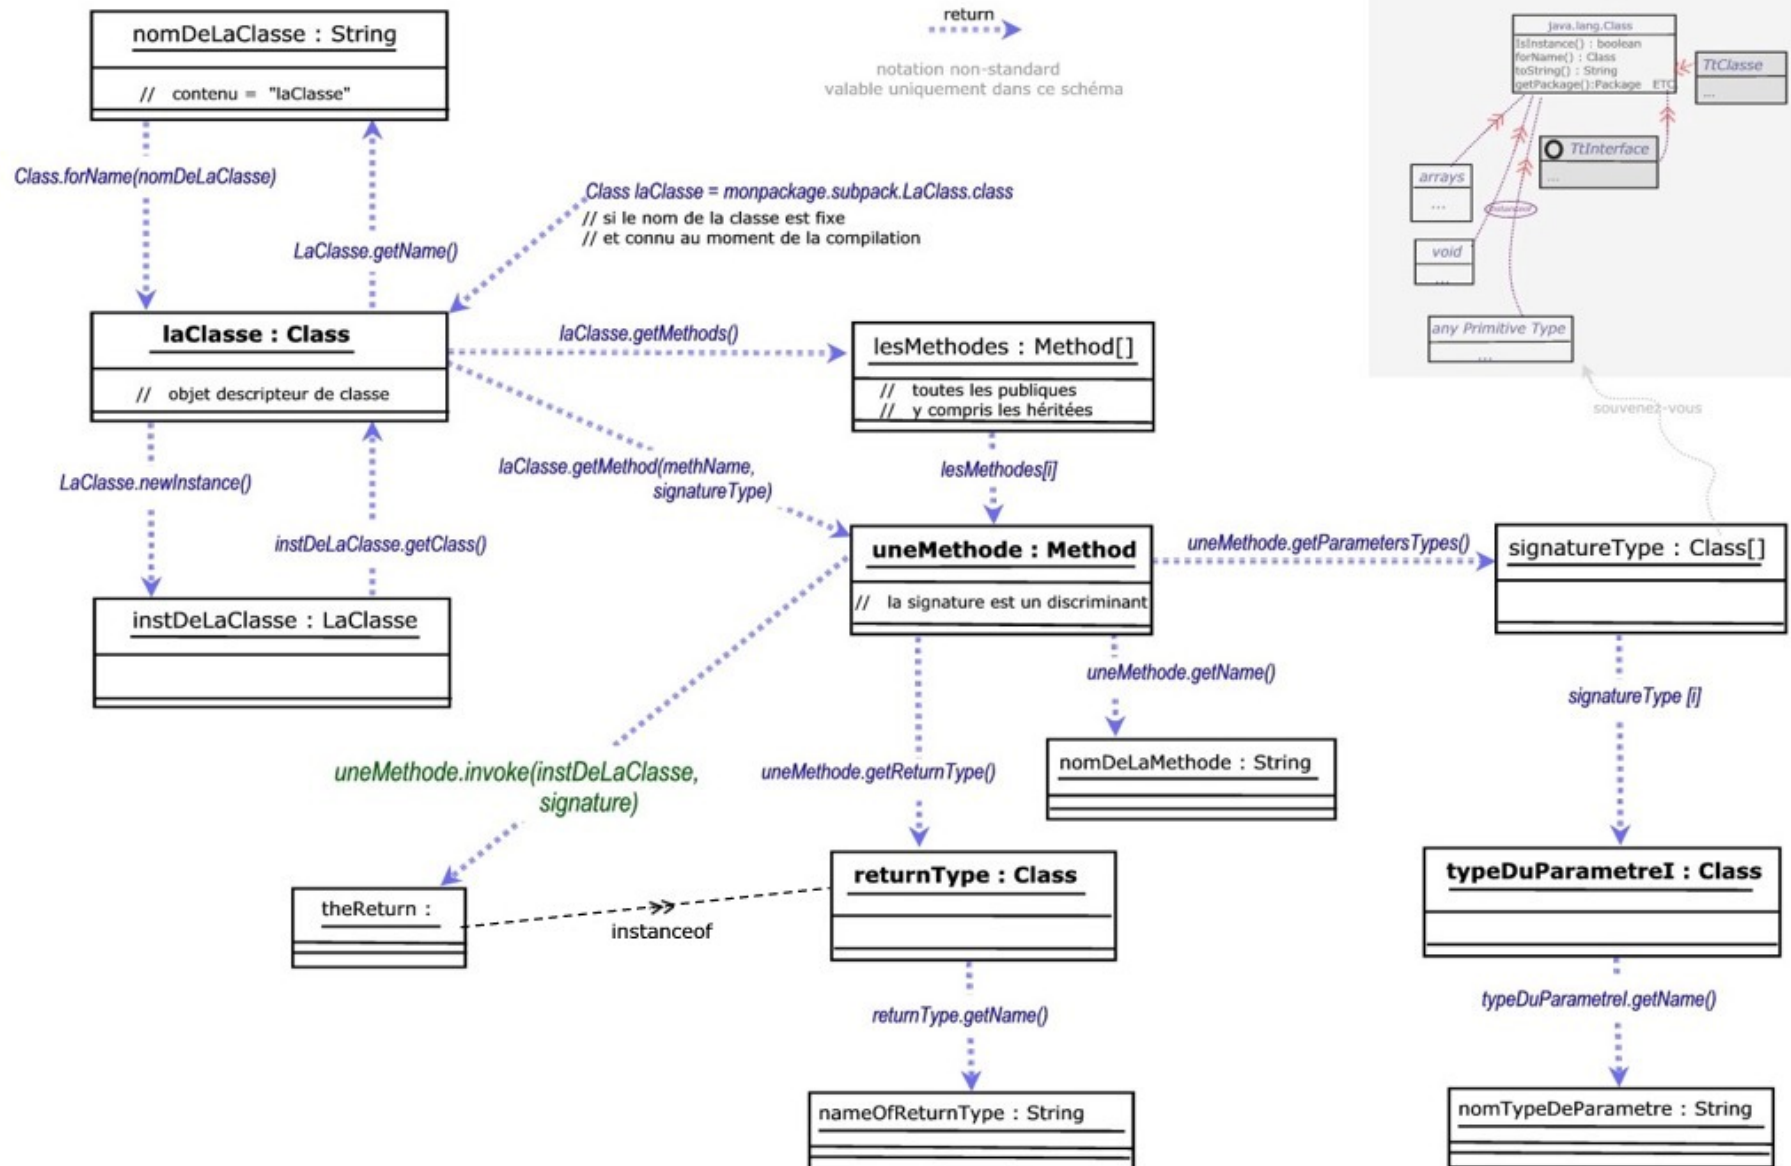 nomDeLaClasse : String
// contenu = "laClasse"
return
notation non-standard
valable uniquement dans ce schéma
java.lang.Class
IsInstance() : boolean
forName() : Class
toString() : String
getPackage():Package ETC
TtClasse
...
TtInterface
...
arrays
...
instanceof
void
...
any Primitive Type
...
souvenez-vous
Class.forName(nomDeLaClasse)
LaClasse.getName()
Class laClasse = monpackage.subpack.LaClass.class
// si le nom de la classe est fixe
// et connu au moment de la compilation
laClasse : Class
// objet descripteur de classe
laClasse.getMethods()
lesMethodes : Method[]
// toutes les publiques
// y compris les héritées
laClasse.getMethod(methName,
signatureType)
lesMethodes[i]
LaClasse.newInstance()
instDeLaClasse.getClass()
instDeLaClasse : LaClasse
uneMethode : Method
// la signature est un discriminant
uneMethode.getParametersTypes()
signatureType : Class[]
uneMethode.getName()
signatureType [i]
uneMethode.invoke(instDeLaClasse,
signature)
uneMethode.getReturnType()
nomDeLaMethode : String
theReturn :
instanceof
returnType : Class
typeDuParametreI : Class
returnType.getName()
typeDuParametreI.getName()
nameOfReturnType : String
nomTypeDeParametre : String